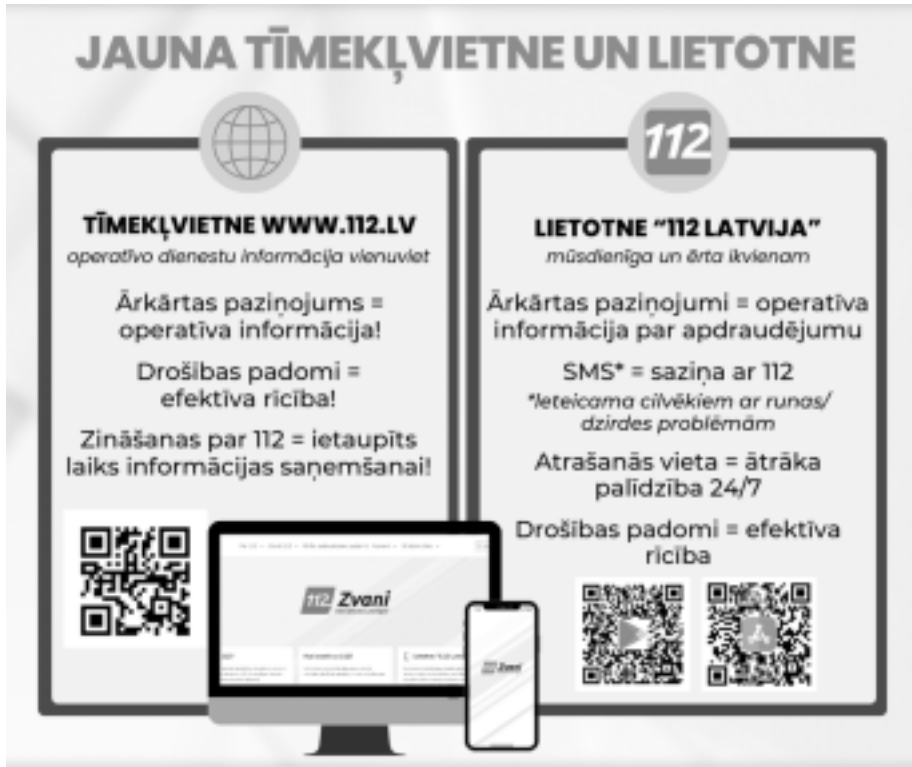 JAUNA TĪMEKĻVIETNE UN LIETOTNE
TĪMEKĻVIETNE WWW.112.LV
operatīvo dienestu informācija vienuviet
Ārkārtas paziņojums =
operatīva informācija!
Drošības padomi =
efektīva rīcība!
Zināšanas par 112 = ietaupīts
laiks informācijas saņemšanai!
112 Zvani
112
LIETOTNE “112 LATVIJA”
mūsdienīga un ērta ikvienam
Ārkārtas paziņojumi = operatīva
informācija par apdraudējumu
SMS* = saziņa ar 112
*Ieteicama cilvēkiem ar runas/
dzirdes problēmām
Atrašanās vieta = ātrāka
palīdzība 24/7
Drošības padomi = efektīva
rīcība
112 Zvani